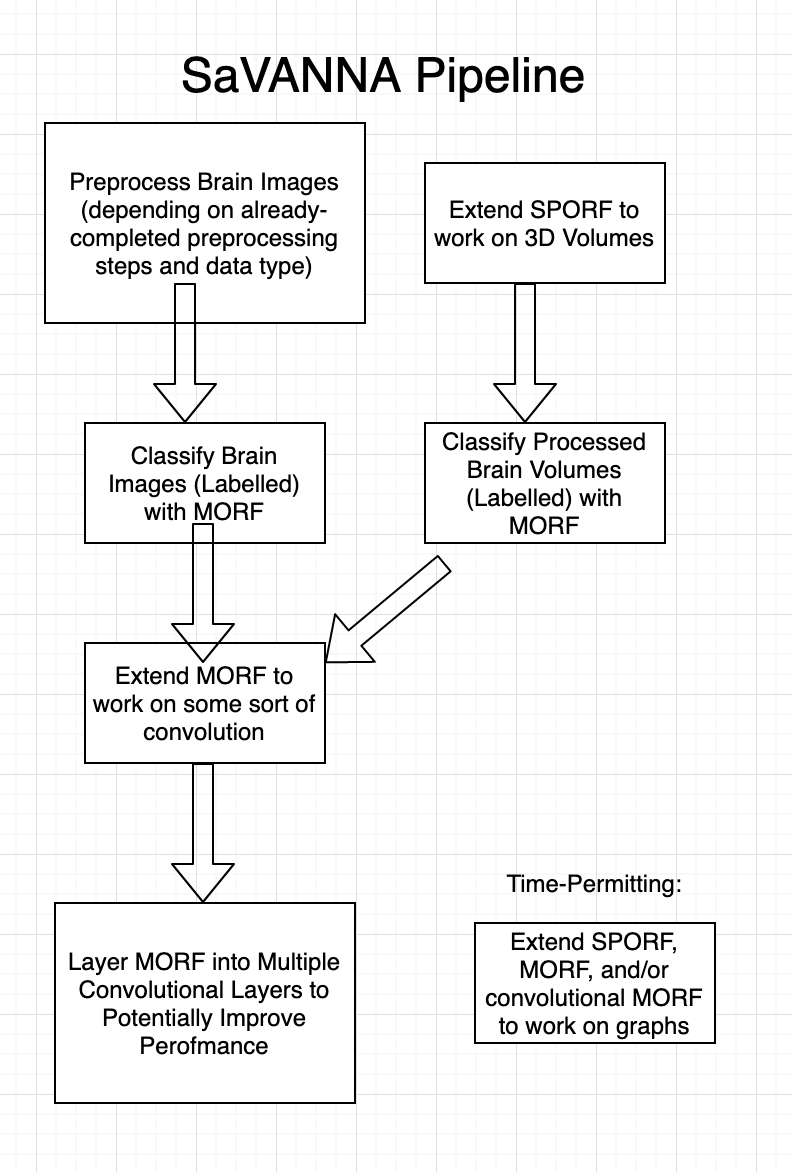 SaVANNA Pipeline
Preprocess Brain Images
(depending on already-
completed preprocessing
steps and data type)
Extend SPORF to
work on 3D Volumes
Classify Brain
Images (Labelled)
with MORF
Classify Processed
Brain Volumes
(Labelled) with
MORF
Extend MORF to
work on some sort of
convolution
Layer MORF into Multiple
Convolutional Layers to
Potentially Improve
Perofmance
Time-Permitting:
Extend SPORF,
MORF, and/or
convolutional MORF
to work on graphs